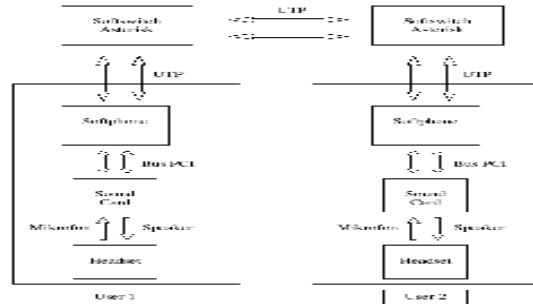 Softswitch
Asterisk
UTP
Softswitch
Asterisk
UTP
UTP
Softphone
Softphone
Bus PCI
Bus PCI
Sound
Card
Sound
Card
Mikrofon
Speaker
Mikrofon
Speaker
Headset
Headset
User 1
User 2